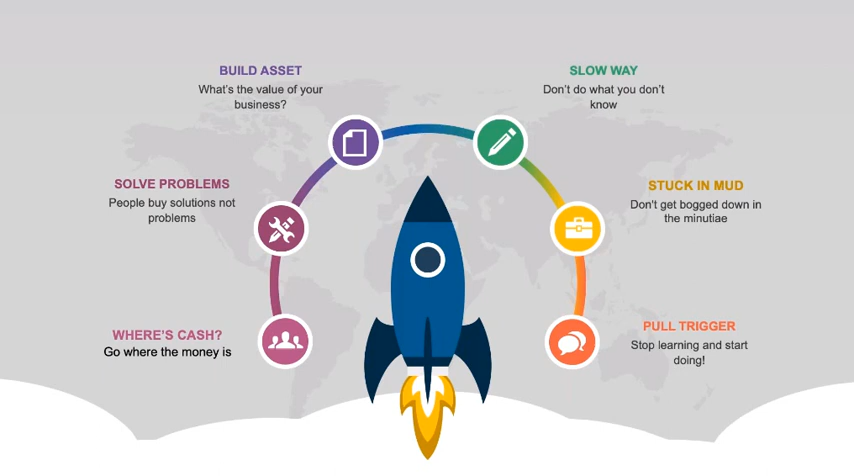 BUILD ASSET
What's the value of your
business?
SLOW WAY
Don't do what you don't
know
SOLVE PROBLEMS
People buy solutions not
problems
STUCK IN MUD
Don't get bogged down in
the minutiae
WHERE'S CASH?
Go where the money is
PULL TRIGGER
Stop learning and start
doing!